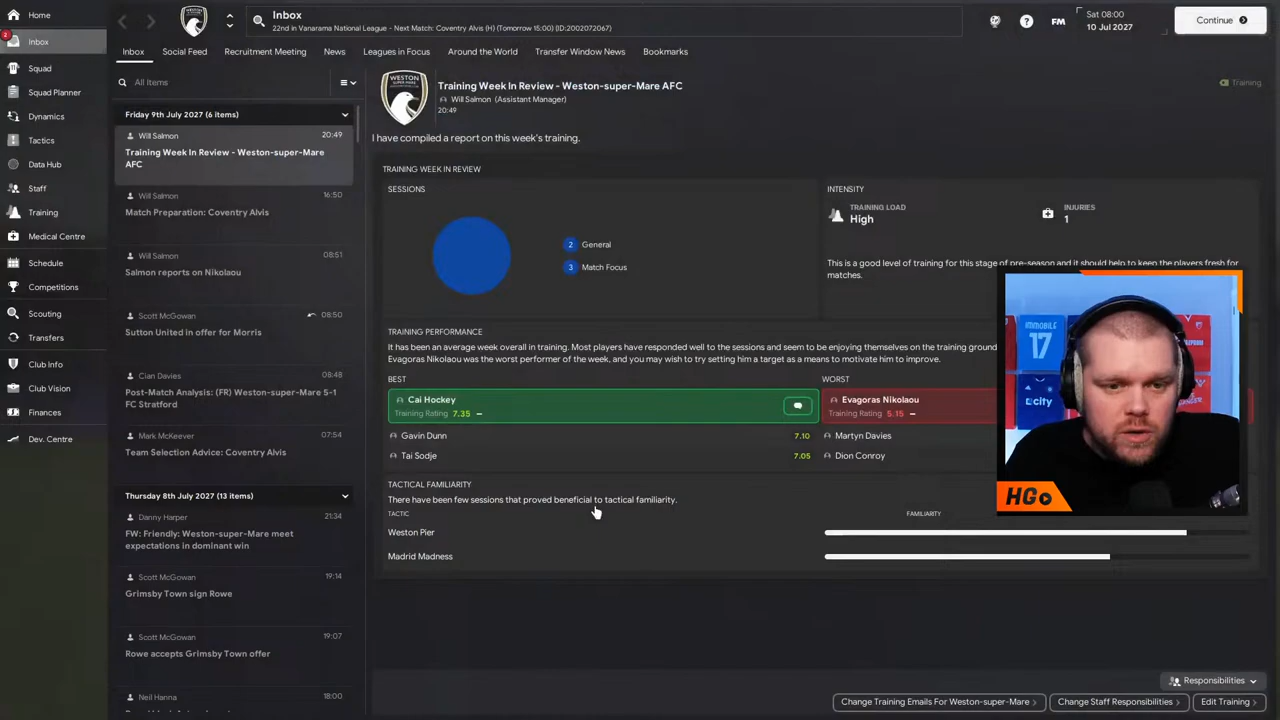 Home
2
Inbox
Squad
Squad Planner
Dynamics
Tactics
Data Hub
Staff
Training
Medical Centre
Schedule
Competitions
Scouting
Transfers
Club Info
Club Vision
Finances
Dev. Centre
Inbox
22nd in Vanarama National League - Next Match: Coventry Alvis (H) (Tomorrow 15:00) (ID:2002072067)
FM
Sat 08:00
10 Jul 2027
Continue
Inbox Social Feed Recruitment Meeting News Leagues in Focus Around the World Transfer Window News Bookmarks
All Items
Friday 9th July 2027 (6 items)
Will Salmon 20:49
Training Week In Review - Weston-super-Mare
AFC
Will Salmon 16:50
Match Preparation: Coventry Alvis
Will Salmon 08:51
Salmon reports on Nikolaou
Scott McGowan 08:50
Sutton United in offer for Morris
Cian Davies 08:48
Post-Match Analysis: (FR) Weston-super-Mare 5-1
FC Stratford
Mark McKeever 07:54
Team Selection Advice: Coventry Alvis
Thursday 8th July 2027 (13 items)
Danny Harper 21:34
FW: Friendly: Weston-super-Mare meet
expectations in dominant win
Scott McGowan 19:14
Grimsby Town sign Rowe
Scott McGowan 19:07
Rowe accepts Grimsby Town offer
Neil Hanna 18:00
WESTON
Training Week In Review - Weston-super-Mare AFC
Will Salmon (Assistant Manager)
20:49
Training
I have compiled a report on this week's training.
TRAINING WEEK IN REVIEW
SESSIONS
2 General
3 Match Focus
INTENSITY
TRAINING LOAD
High
INJURIES
1
This is a good level of training for this stage of pre-season and it should help to keep the players fresh for
matches.
TRAINING PERFORMANCE
It has been an average week overall in training. Most players have responded well to the sessions and seem to be enjoying themselves on the training ground
Evagoras Nikolaou was the worst performer of the week, and you may wish to try setting him a target as a means to motivate him to improve.
BEST
Cai Hockey
Training Rating 7.35
Gavin Dunn 7.10
Tai Sodje 7.05
WORST
Evagoras Nikolaou
Training Rating 5.15
Martyn Davies
Dion Conroy
TACTICAL FAMILIARITY
There have been few sessions that proved beneficial to tactical familiarity.
TACTIC FAMILIARITY
Weston Pier
Madrid Madness
IMMOBILE
17
city
HGo
Responsibilities
Change Training Emails For Weston-super-Mare
Change Staff Responsibilities
Edit Training